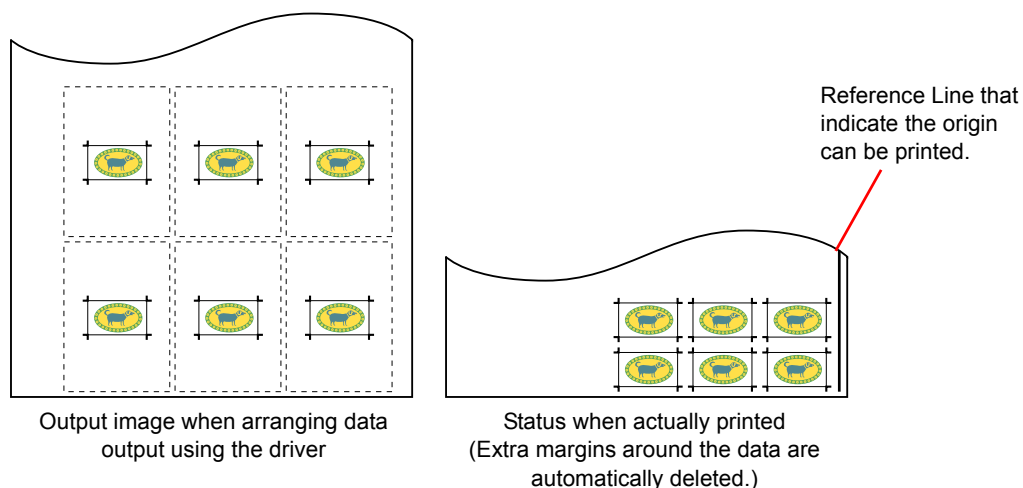 Reference Line that
indicate the origin
can be printed.
Output image when arranging data
output using the driver
Status when actually printed
(Extra margins around the data are
automatically deleted.)